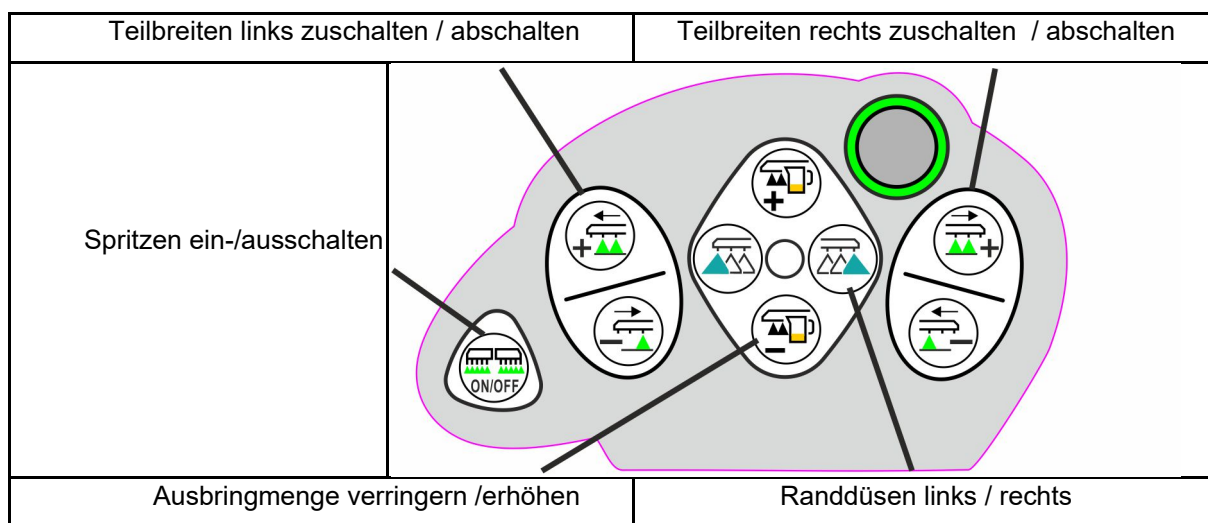 Teilbreiten links zuschalten / abschalten
Teilbreiten rechts zuschalten / abschalten
Spritzen ein-/ausschalten
ON/OFF
Ausbringmenge verringern /erhöhen
Randdüsen links / rechts